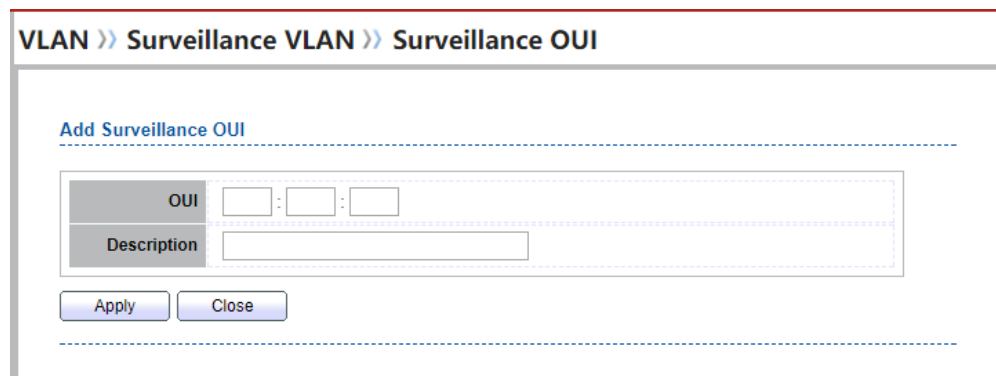 VLAN 》 Surveillance VLAN 》 Surveillance OUI
Add Surveillance OUI
OUI : :
Description
Apply Close